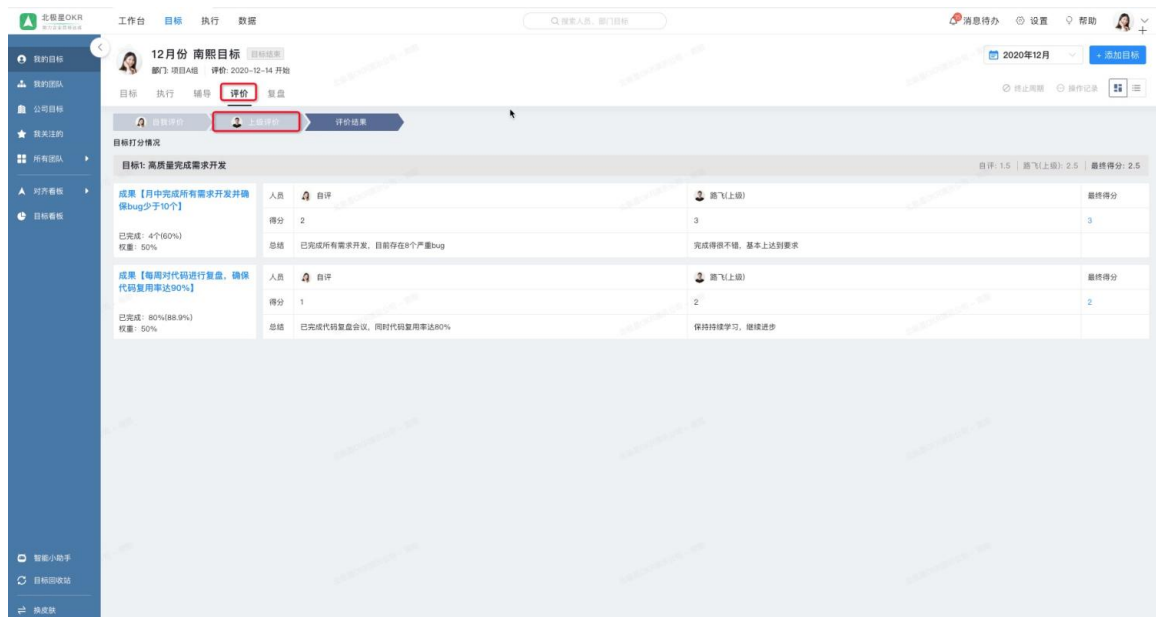 北极星OKR
工作台 目标 执行 数据
搜索人员、部门目标
消息待办 设置 帮助
我的目标
我的团队
公司目标
我关注的
所有团队
对齐看板
目标看板
智能小助手
目标回收站
换皮肤
12月份 南熙目标 目标结束
部门: 项目A组 评价: 2020-12-14 开始
2020年12月
+ 添加目标
目标 执行 辅导 评价 复盘
终止周期 操作记录
自我评价 上级评价 评价结果
目标打分情况
目标1: 高质量完成需求开发
自评: 1.5 | 路飞(上级): 2.5 | 最终得分: 2.5
成果【月中完成所有需求开发并确
保bug少于10个】
已完成: 4个(60%)
权重: 50%
人员 自评 路飞(上级) 最终得分
得分 2 3 3
总结 已完成所有需求开发，目前存在8个严重bug 完成得很不错，基本上达到要求
成果【每周对代码进行复盘，确保
代码复用率达90%】
已完成: 80%(88.9%)
权重: 50%
人员 自评 路飞(上级) 最终得分
得分 1 2 2
总结 已完成代码复盘会议，同时代码复用率达80% 保持持续学习，继续进步